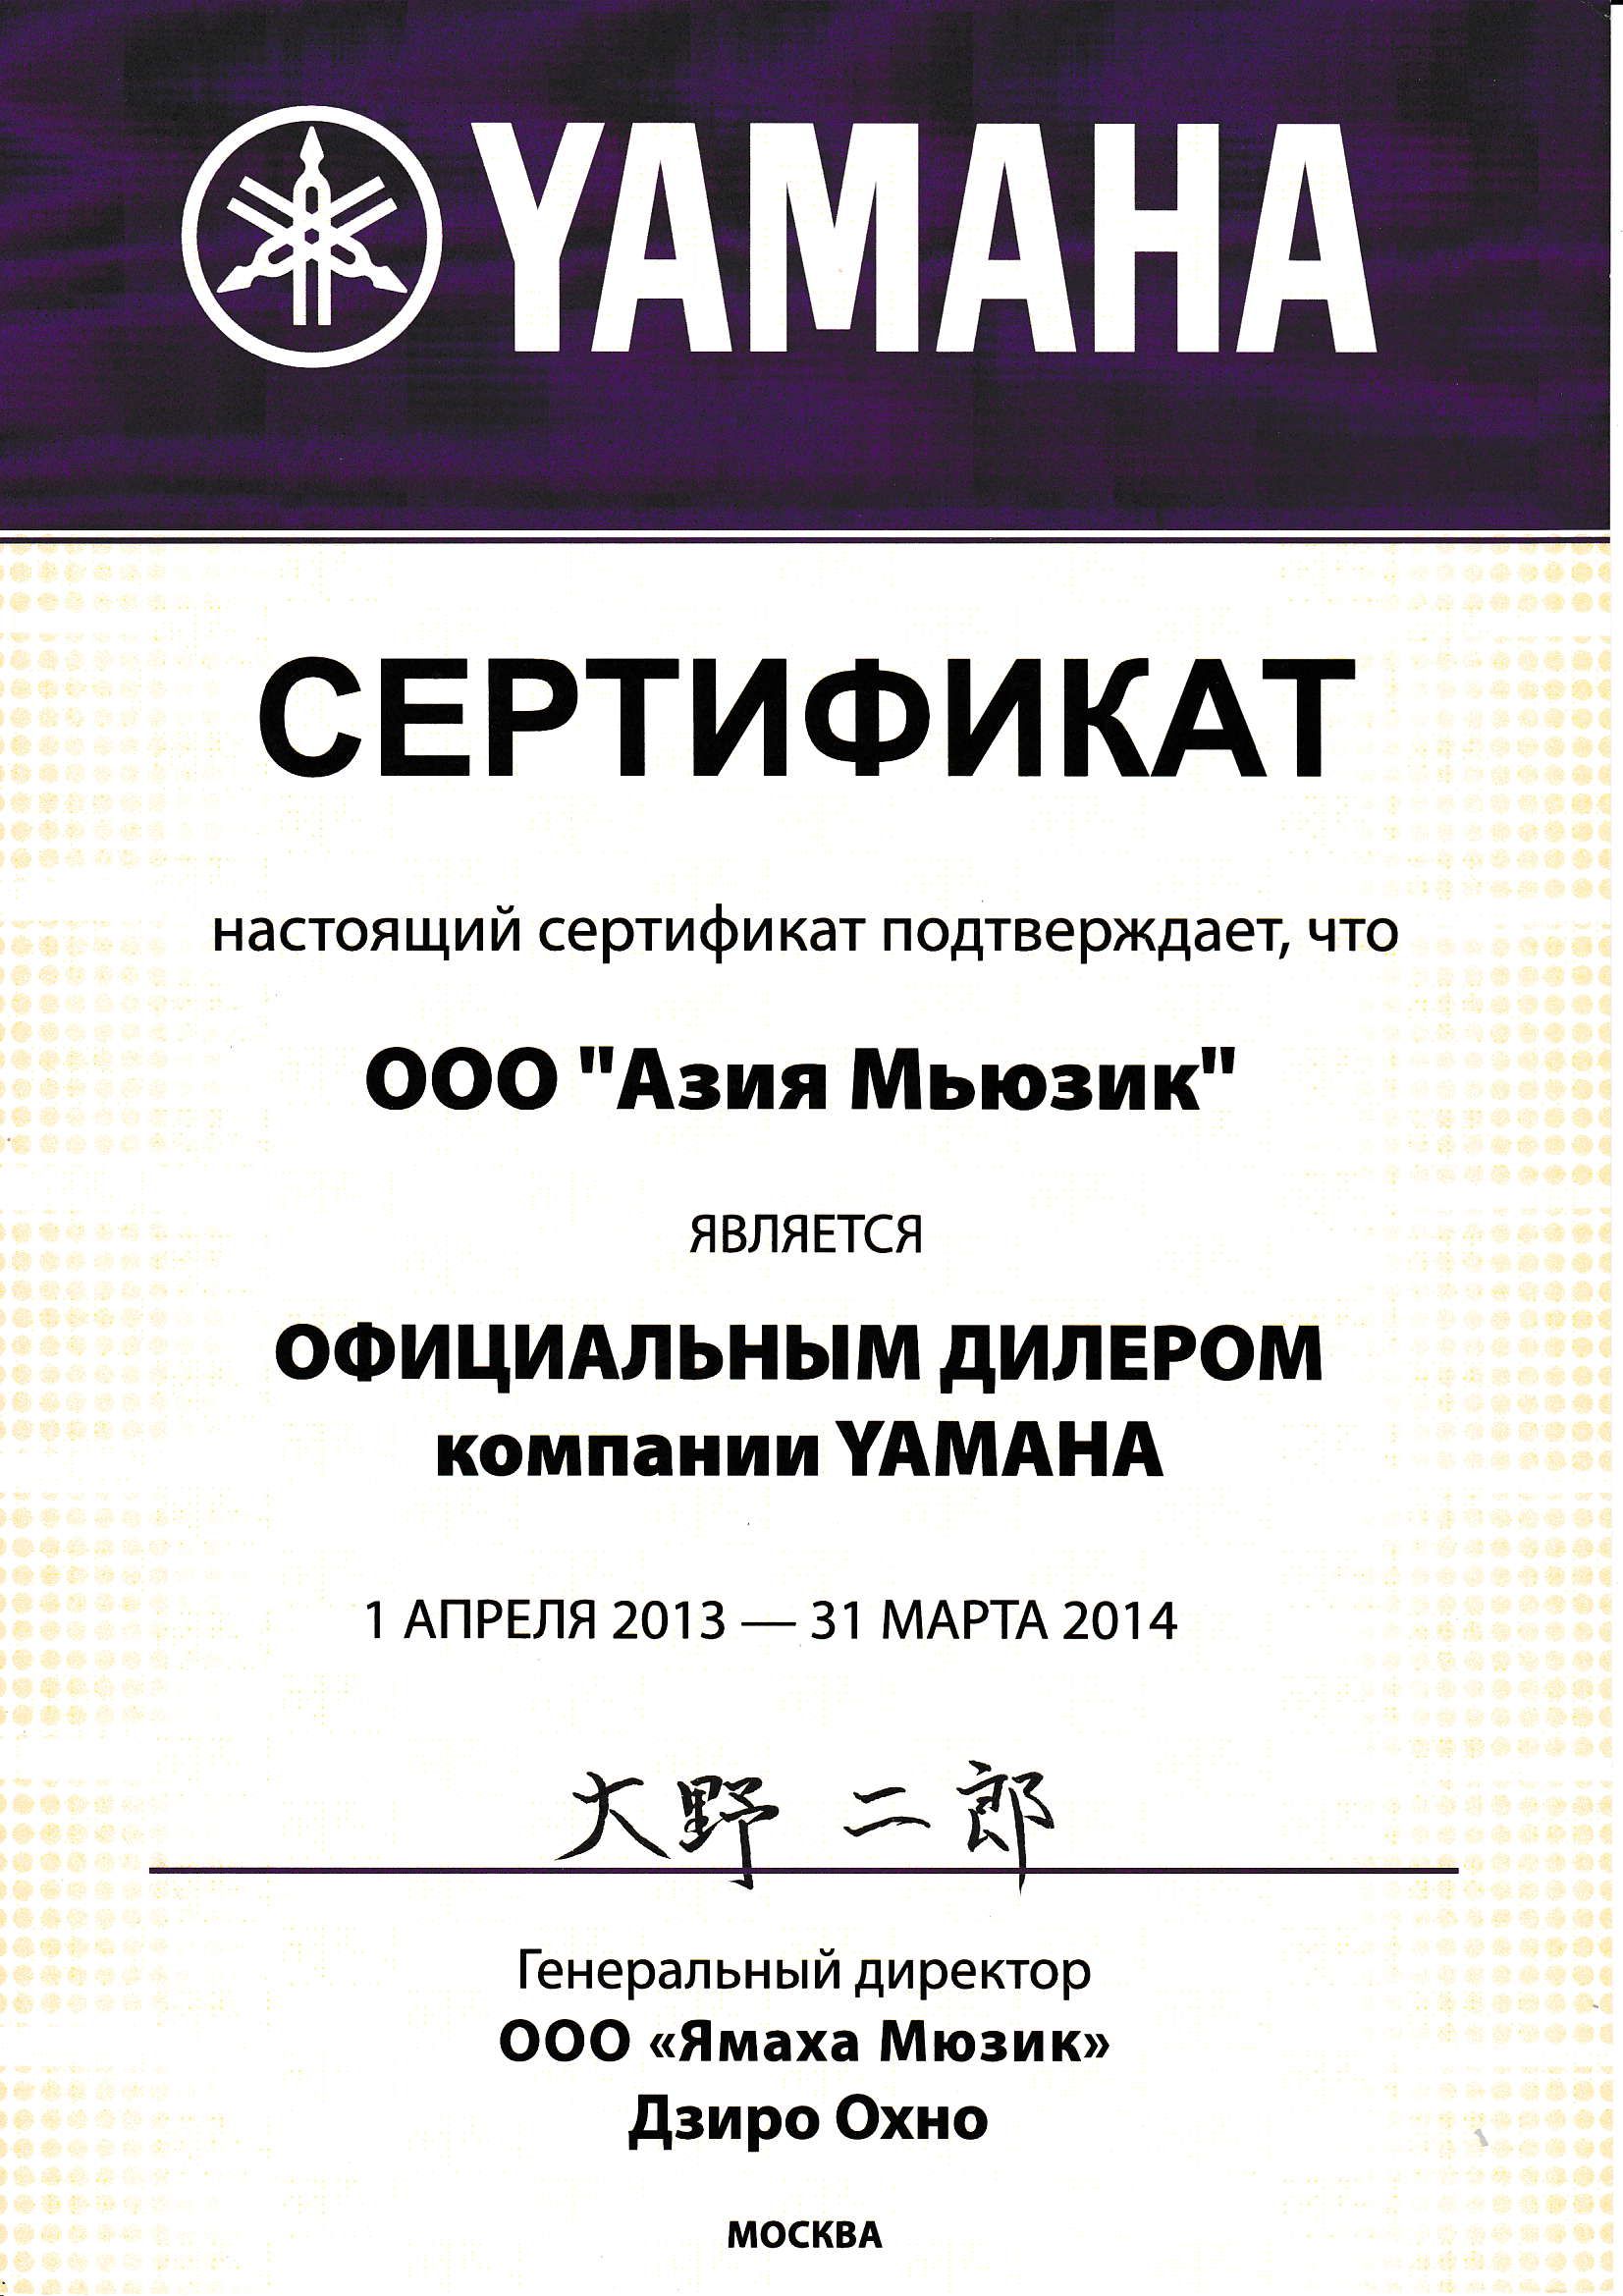 YAMAHA
СЕРТИФИКАТ
настоящий сертификат подтверждает, что
ООО "Азия Мьюзик"
ЯВЛЯЕТСЯ
ОФИЦИАЛЬНЫМ ДИЛЕРОМ
компании YAMAHA
1 АПРЕЛЯ 2013 — 31 МАРТА 2014
大野 二郎
Генеральный директор
ООО «Ямаха Мюзик»
Дзиро Охно
МОСКВА